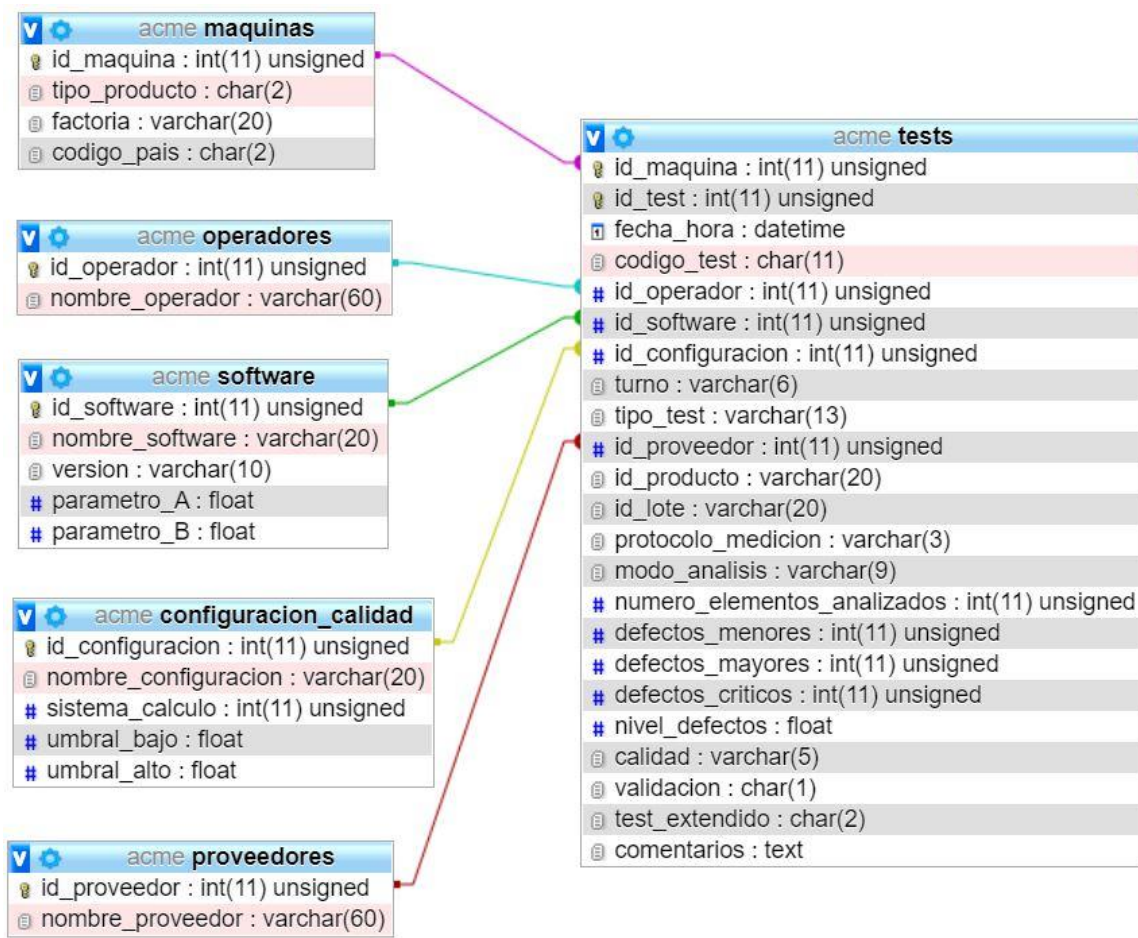 acme maquinas
id_maquina : int(11) unsigned
tipo_producto : char(2)
factoria : varchar(20)
codigo_pais : char(2)
acme operadores
id_operador : int(11) unsigned
nombre_operador : varchar(60)
acme software
id_software : int(11) unsigned
nombre_software : varchar(20)
version : varchar(10)
parametro_A : float
parametro_B : float
acme configuracion_calidad
id_configuracion : int(11) unsigned
nombre_configuracion : varchar(20)
sistema_calculo : int(11) unsigned
umbral_bajo : float
umbral_alto : float
acme proveedores
id_proveedor : int(11) unsigned
nombre_proveedor : varchar(60)
acme tests
id_maquina : int(11) unsigned
id_test : int(11) unsigned
fecha_hora : datetime
codigo_test : char(11)
id_operador : int(11) unsigned
id_software : int(11) unsigned
id_configuracion : int(11) unsigned
turno : varchar(6)
tipo_test : varchar(13)
id_proveedor : int(11) unsigned
id_producto : varchar(20)
id_lote : varchar(20)
protocolo_medicion : varchar(3)
modo_analisis : varchar(9)
numero_elementos_analizados : int(11) unsigned
defectos_menores : int(11) unsigned
defectos_mayores : int(11) unsigned
defectos_criticos : int(11) unsigned
nivel_defectos : float
calidad : varchar(5)
validacion : char(1)
test_extendido : char(2)
comentarios : text